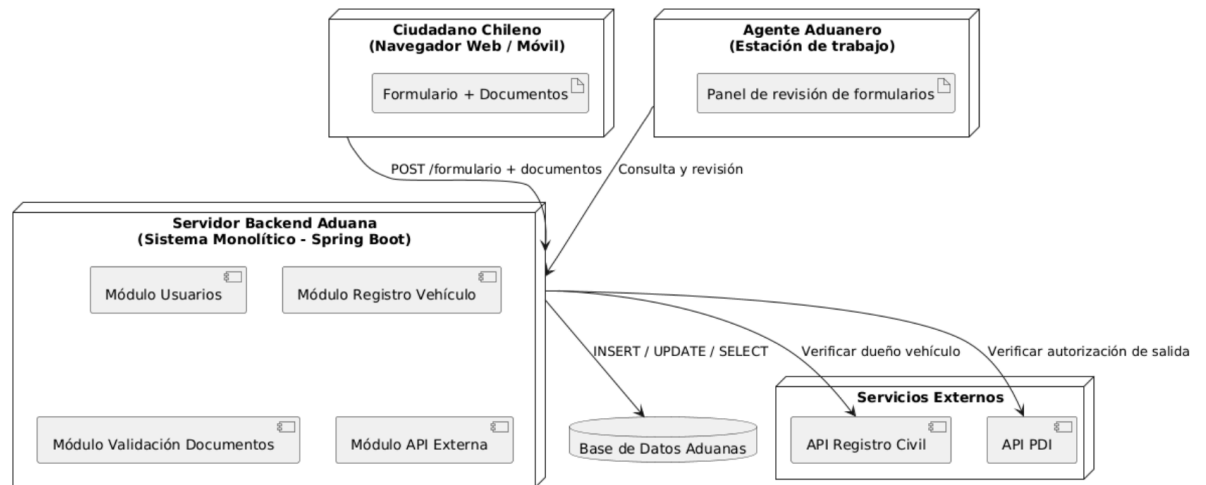 Ciudadano Chileno
(Navegador Web / Móvil)
Formulario + Documentos
Agente Aduanero
(Estación de trabajo)
Panel de revisión de formularios
POST /formulario + documentos
Consulta y revisión
Servidor Backend Aduana
(Sistema Monolítico - Spring Boot)
Módulo Usuarios
Módulo Registro Vehículo
Módulo Validación Documentos
Módulo API Externa
INSERT / UPDATE / SELECT
Verificar dueño vehículo
Verificar autorización de salida
Base de Datos Aduanas
Servicios Externos
API Registro Civil
API PDI